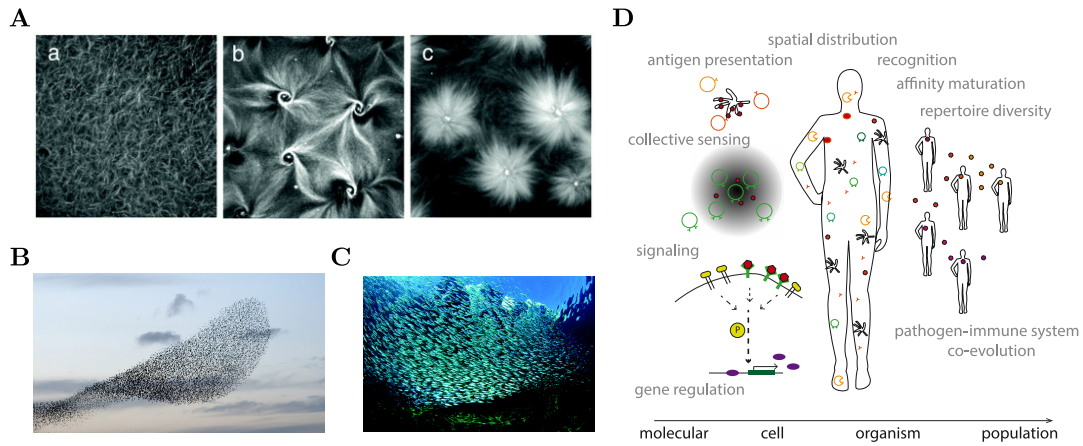 A
a
b
c
B
C
D
spatial distribution
antigen presentation
recognition
affinity maturation
repertoire diversity
collective sensing
signaling
P
gene regulation
pathogen-immune system
co-evolution
molecular
cell
organism
population